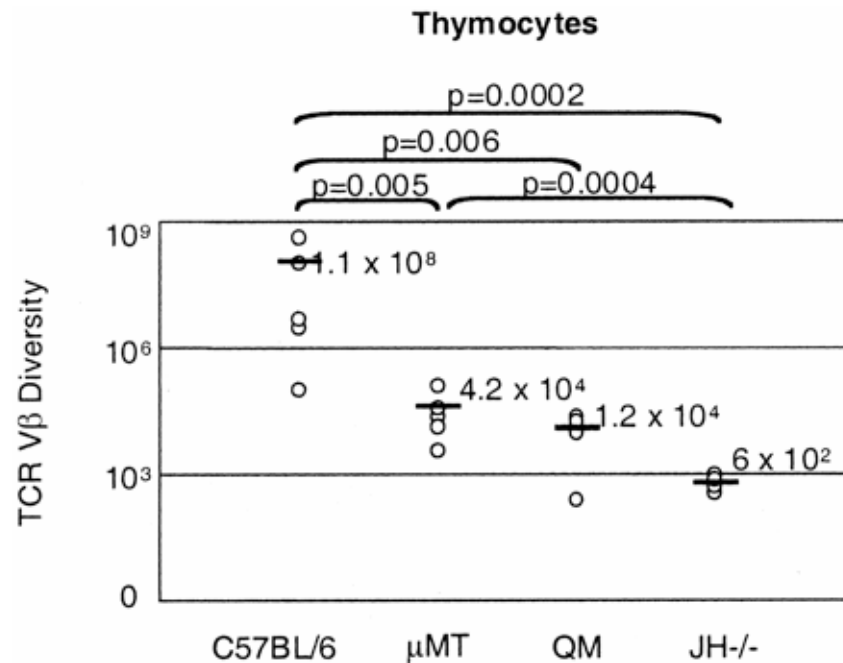 Thymocytes
p=0.0002
p=0.006
p=0.005 p=0.0004
10⁹
1.1 x 10⁸
10⁶
4.2 x 10⁴
1.2 x 10⁴
6 x 10²
10³
0
TCR Vβ Diversity
C57BL/6 μMT QM JH-/-